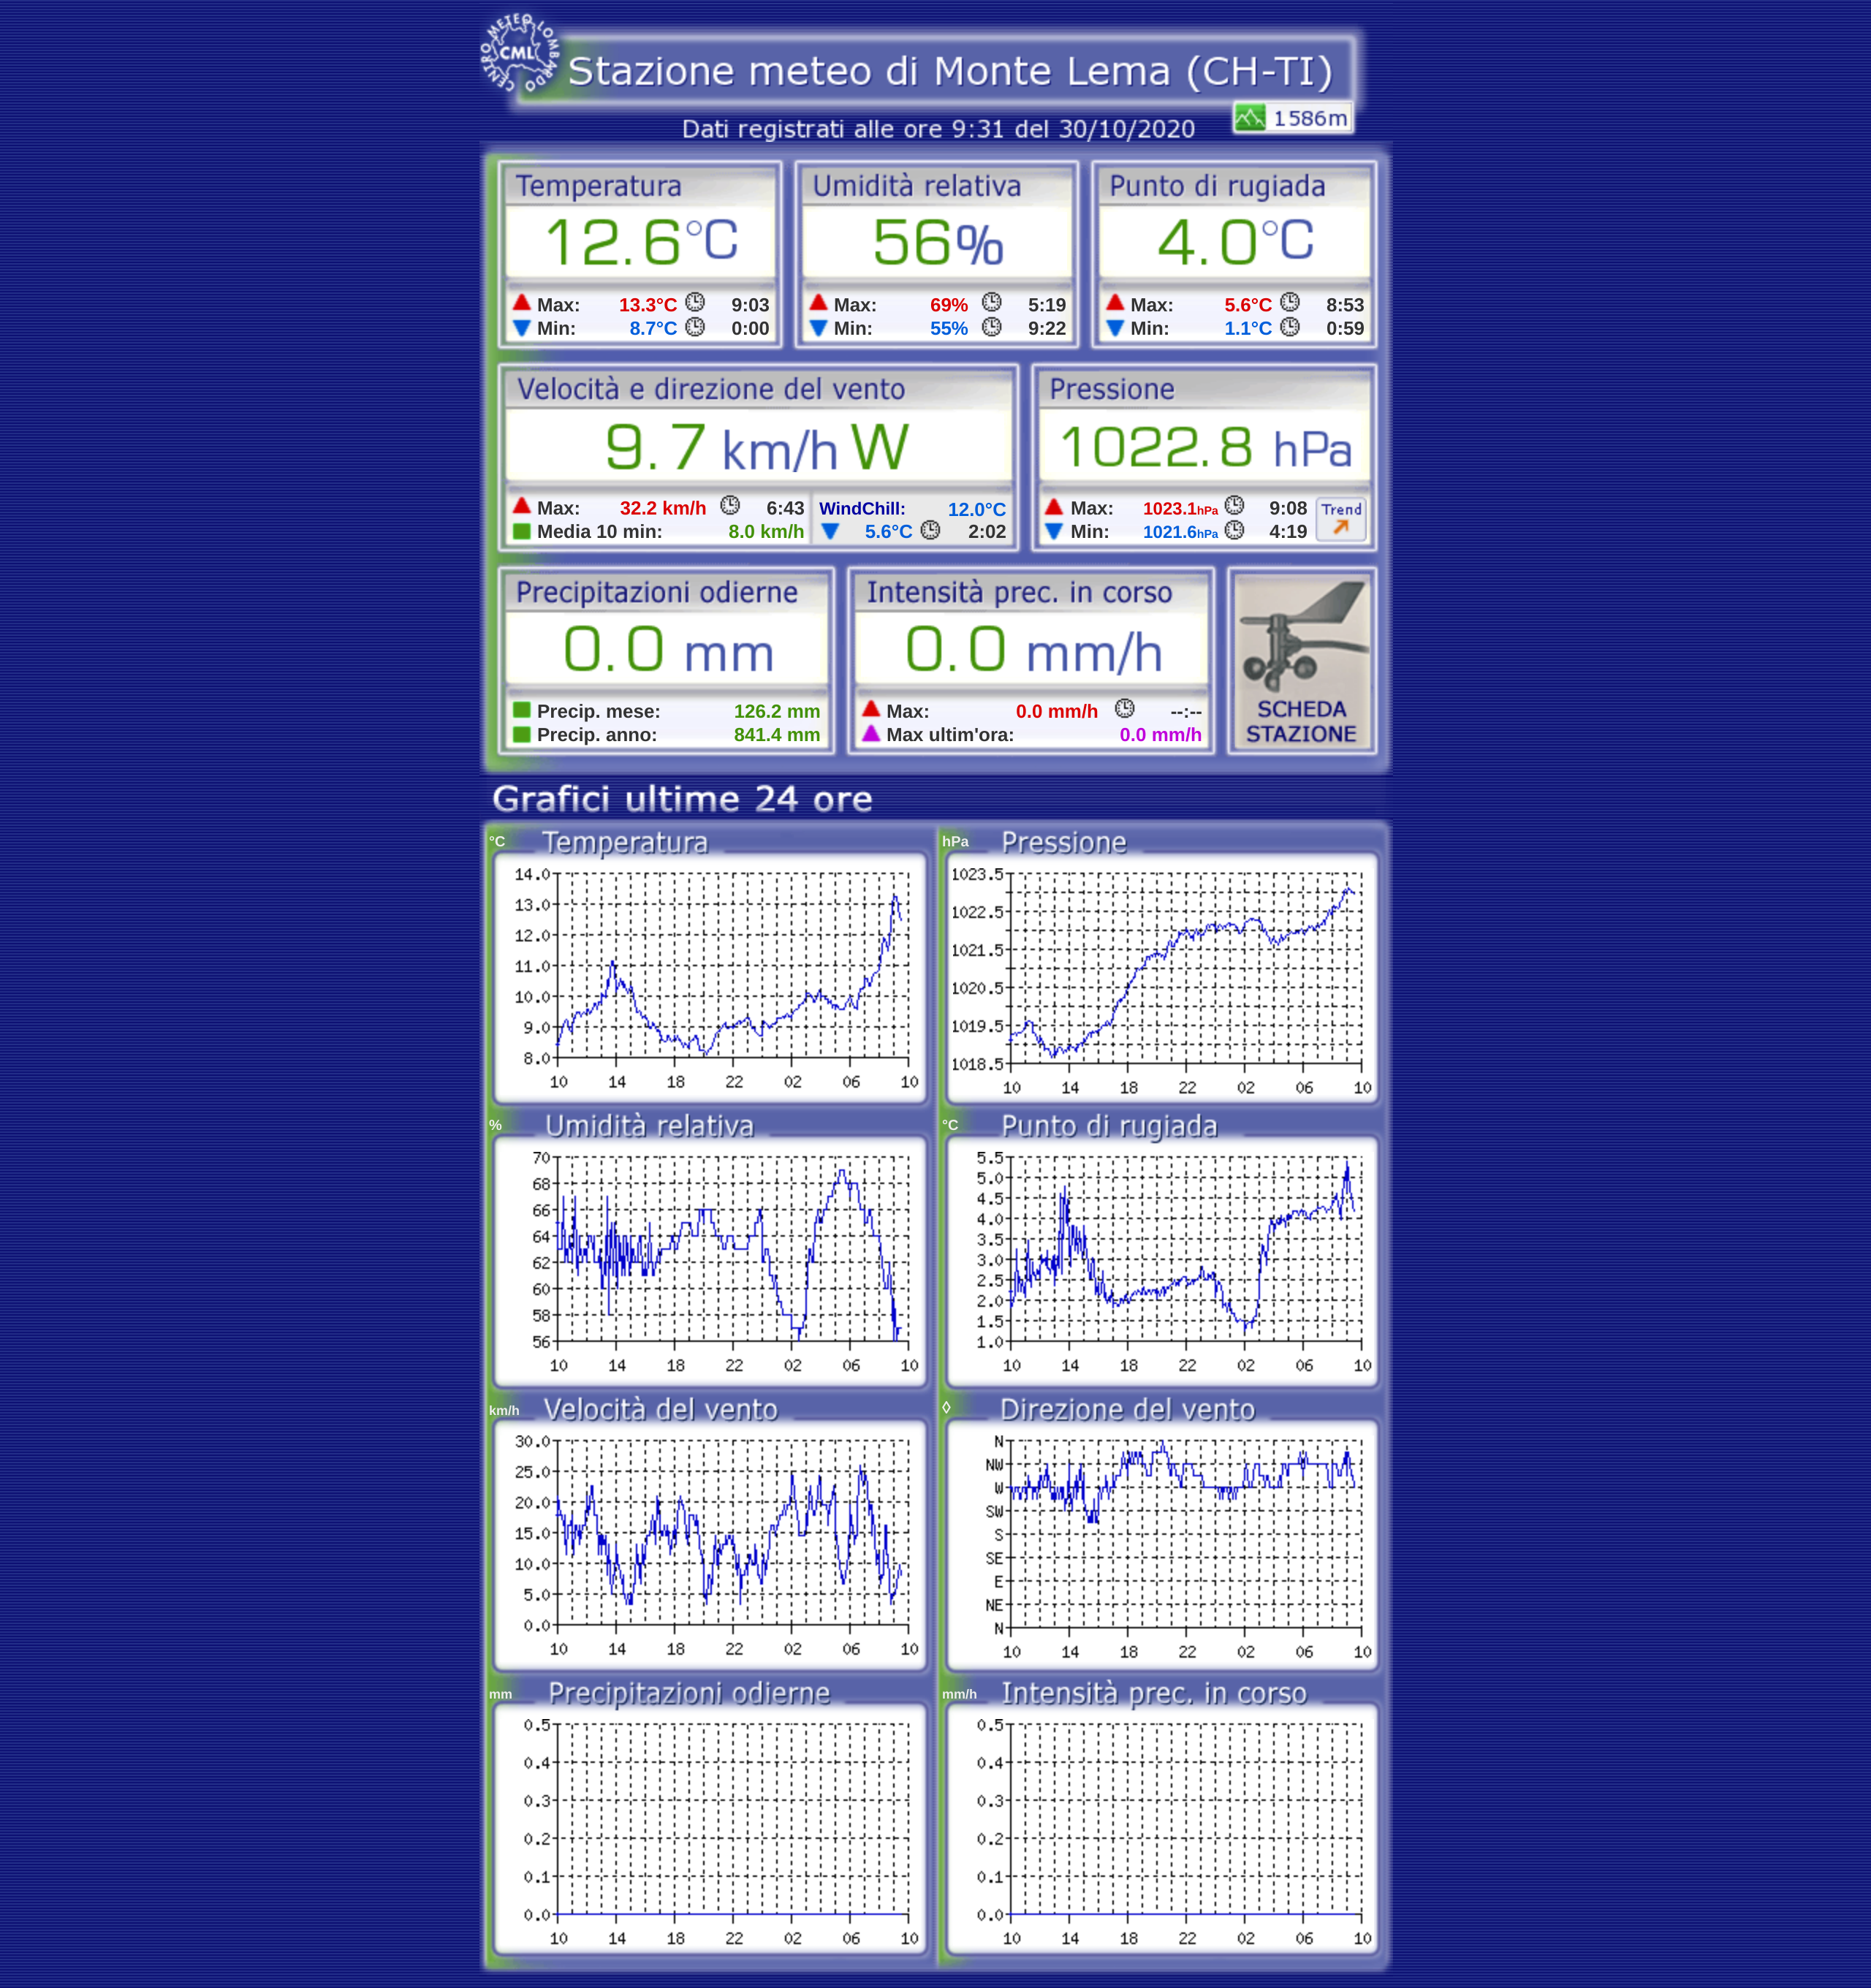 CENTRO METEO LOMBARDO
CML
Stazione meteo di Monte Lema (CH-TI)
1586m
Dati registrati alle ore 9:31 del 30/10/2020
Temperatura
12.6°C
Max: 13.3°C 9:03
Min: 8.7°C 0:00
Umidità relativa
56%
Max: 69% 5:19
Min: 55% 9:22
Punto di rugiada
4.0°C
Max: 5.6°C 8:53
Min: 1.1°C 0:59
Velocità e direzione del vento
9.7 km/h W
Max: 32.2 km/h 6:43
Media 10 min: 8.0 km/h
WindChill: 12.0°C
5.6°C 2:02
Pressione
1022.8 hPa
Max: 1023.1hPa 9:08
Min: 1021.6hPa 4:19
Trend
Precipitazioni odierne
0.0 mm
Precip. mese: 126.2 mm
Precip. anno: 841.4 mm
Intensità prec. in corso
0.0 mm/h
Max: 0.0 mm/h --:--
Max ultim'ora: 0.0 mm/h
SCHEDA
STAZIONE
Grafici ultime 24 ore
°C Temperatura
14.0
13.0
12.0
11.0
10.0
9.0
8.0
10 14 18 22 02 06 10
hPa Pressione
1023.5
1022.5
1021.5
1020.5
1019.5
1018.5
10 14 18 22 02 06 10
% Umidità relativa
70
68
66
64
62
60
58
56
10 14 18 22 02 06 10
°C Punto di rugiada
5.5
5.0
4.5
4.0
3.5
3.0
2.5
2.0
1.5
1.0
10 14 18 22 02 06 10
km/h Velocità del vento
30.0
25.0
20.0
15.0
10.0
5.0
0.0
10 14 18 22 02 06 10
◊ Direzione del vento
N
NW
W
SW
S
SE
E
NE
N
10 14 18 22 02 06 10
mm Precipitazioni odierne
0.5
0.4
0.3
0.2
0.1
0.0
10 14 18 22 02 06 10
mm/h Intensità prec. in corso
0.5
0.4
0.3
0.2
0.1
0.0
10 14 18 22 02 06 10